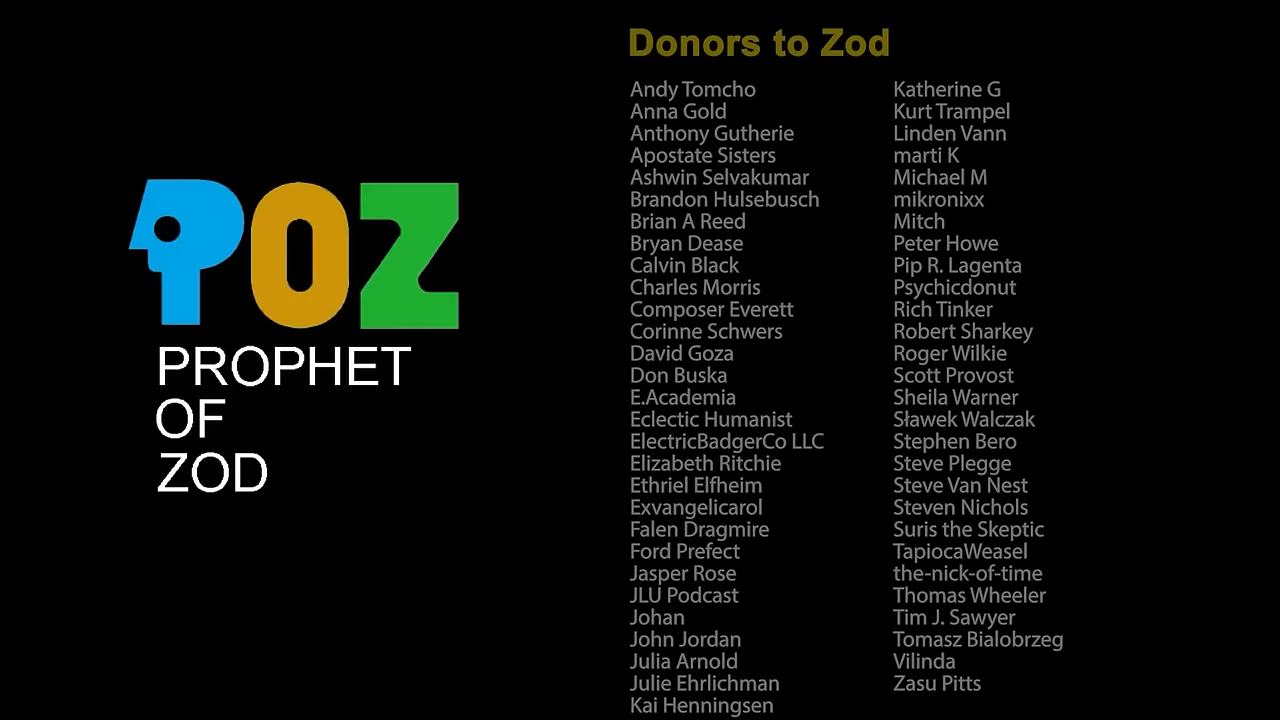 POZ
PROPHET
OF
ZOD
Donors to Zod
Andy Tomcho
Anna Gold
Anthony Gutherie
Apostate Sisters
Ashwin Selvakumar
Brandon Hulsebusch
Brian A Reed
Bryan Dease
Calvin Black
Charles Morris
Composer Everett
Corinne Schwers
David Goza
Don Buska
E.Academia
Eclectic Humanist
ElectricBadgerCo LLC
Elizabeth Ritchie
Ethriel Elfheim
Exvangelicarol
Falen Dragmire
Ford Prefect
Jasper Rose
JLU Podcast
Johan
John Jordan
Julia Arnold
Julie Ehrlichman
Kai Henningsen
Katherine G
Kurt Trampel
Linden Vann
marti K
Michael M
mikronixx
Mitch
Peter Howe
Pip R. Lagenta
Psychicdonut
Rich Tinker
Robert Sharkey
Roger Wilkie
Scott Provost
Sheila Warner
Sławek Walczak
Stephen Bero
Steve Plegge
Steve Van Nest
Steven Nichols
Suris the Skeptic
TapiocaWeasel
the-nick-of-time
Thomas Wheeler
Tim J. Sawyer
Tomasz Bialobrzeg
Vilinda
Zasu Pitts